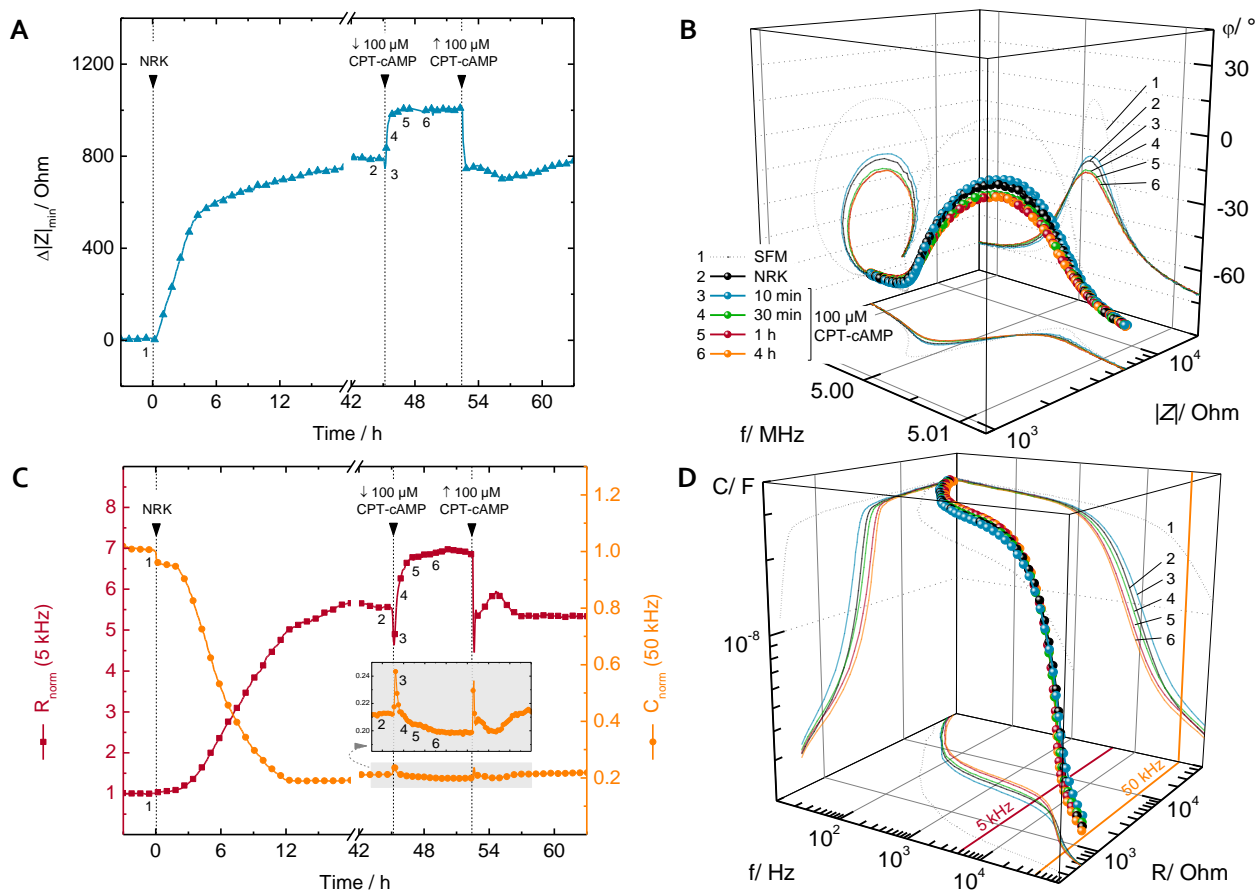 A
1200
800
400
0
Δ|Z|min/ Ohm
NRK
↓ 100 µM
CPT-cAMP
↑ 100 µM
CPT-cAMP
1
2
3
4
5
6
0
6
12
42
48
54
60
Time / h
B
φ/ °
30
0
-30
-60
1
2
3
4
5
6
1 SFM
2 NRK
3 10 min
4 30 min
5 1 h
6 4 h
100 µM
CPT-cAMP
5.00
5.01
f/ MHz
10³
10⁴
|Z|/ Ohm
C
8
7
6
5
4
3
2
1
Rnorm (5 kHz)
NRK
↓ 100 µM
CPT-cAMP
↑ 100 µM
CPT-cAMP
1
1
2
3
4
5
6
0.24
0.22
0.20
2
3
4
5
6
1.2
1.0
0.8
0.6
0.4
0.2
Cnorm (50 kHz)
0
6
12
42
48
54
60
Time / h
D
C/ F
10⁻⁸
1
2
3
4
5
6
5 kHz
50 kHz
10²
10³
10⁴
f/ Hz
10³
10⁴
R/ Ohm